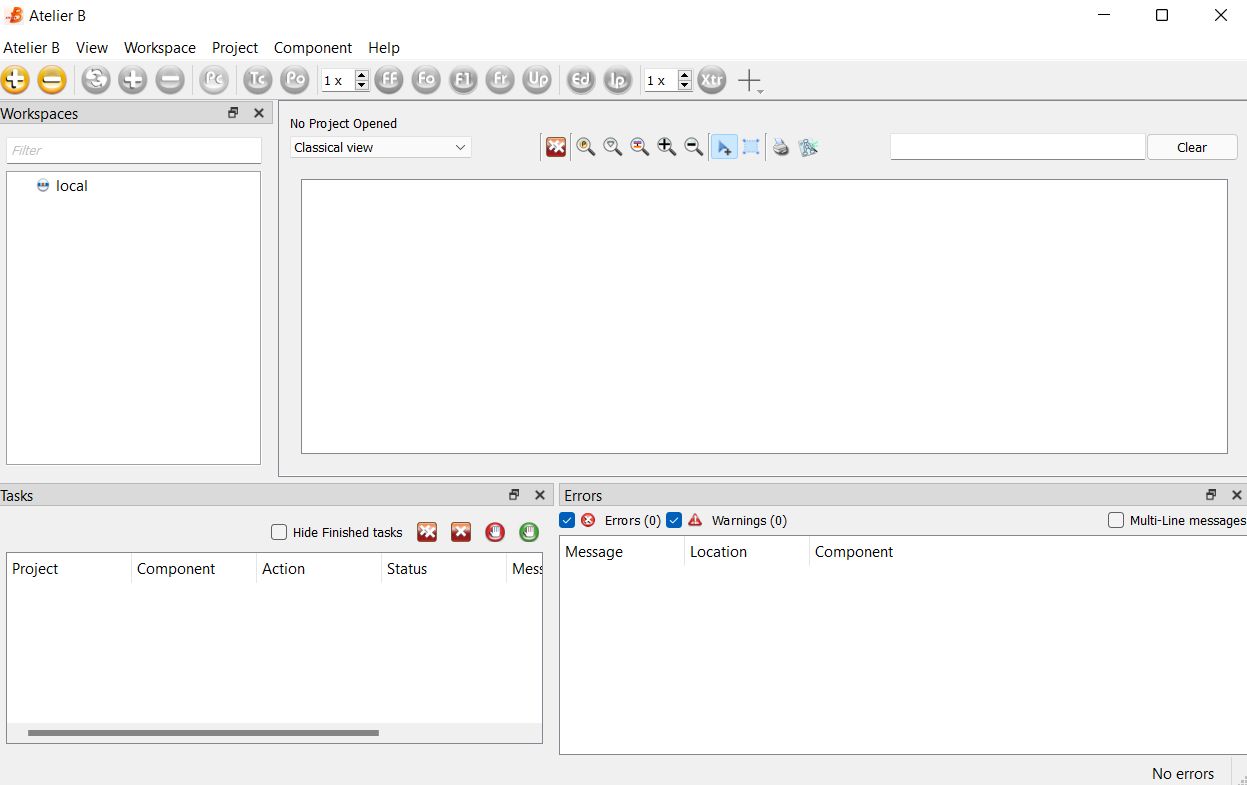 Atelier B
Atelier B View Workspace Project Component Help
Pc Tc Po 1 x FF Fo F1 Fr Up Ed Ip 1 x Xtr
Workspaces
Filter
local
No Project Opened
Classical view
Clear
Tasks
Hide Finished tasks
Project Component Action Status Mess
Errors
Errors (0) Warnings (0) Multi-Line messages
Message Location Component
No errors